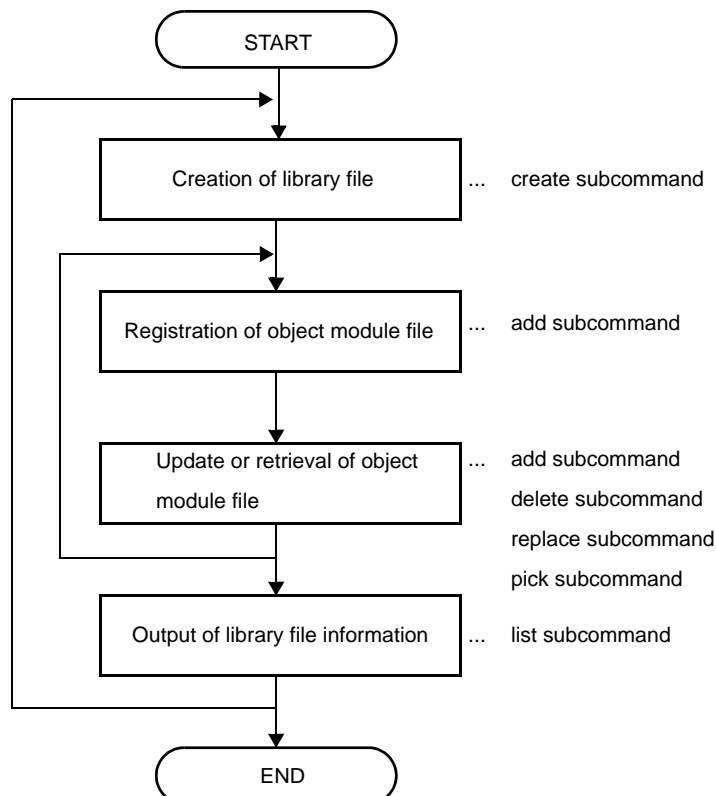 START
Creation of library file ... create subcommand
Registration of object module file ... add subcommand
Update or retrieval of object ... add subcommand
module file delete subcommand
replace subcommand
pick subcommand
Output of library file information ... list subcommand
END